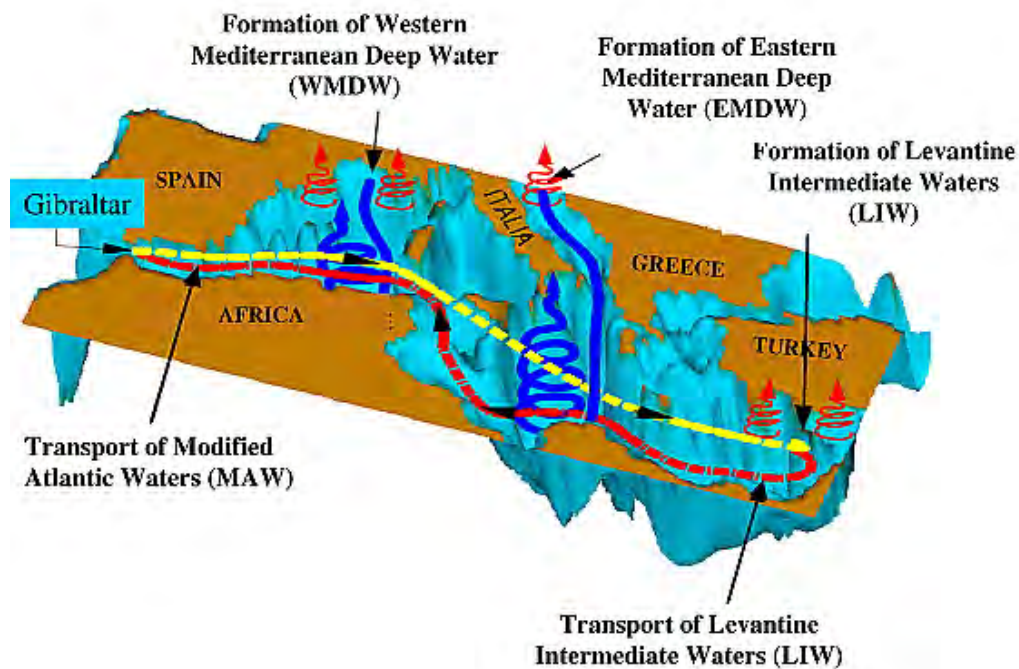 Formation of Western
Mediterranean Deep Water
(WMDW)
Formation of Eastern
Mediterranean Deep
Water (EMDW)
Formation of Levantine
Intermediate Waters
(LIW)
SPAIN
Gibraltar
ITALIA
GREECE
AFRICA
TURKEY
Transport of Modified
Atlantic Waters (MAW)
Transport of Levantine
Intermediate Waters (LIW)